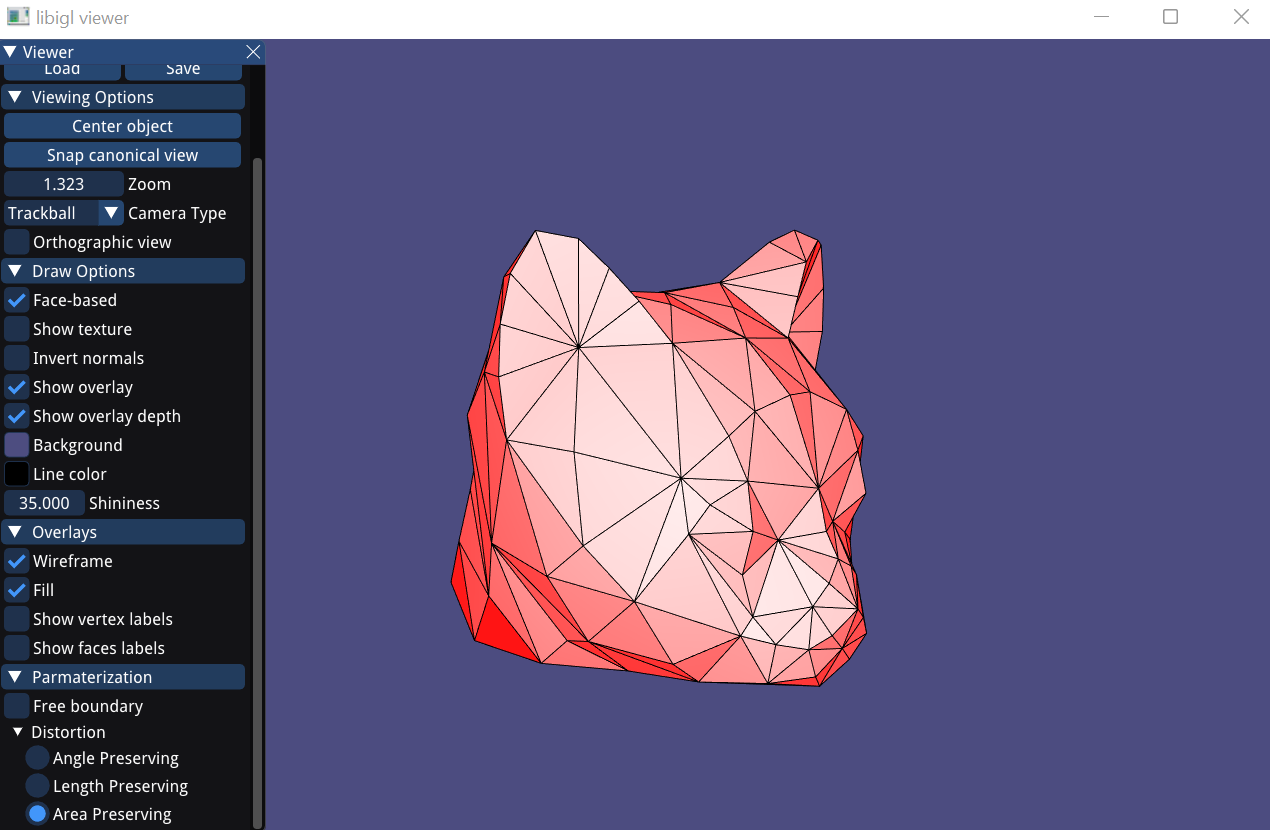 libigl viewer
Viewer
Load Save
Viewing Options
Center object
Snap canonical view
1.323 Zoom
Trackball Camera Type
Orthographic view
Draw Options
Face-based
Show texture
Invert normals
Show overlay
Show overlay depth
Background
Line color
35.000 Shininess
Overlays
Wireframe
Fill
Show vertex labels
Show faces labels
Parmaterization
Free boundary
Distortion
Angle Preserving
Length Preserving
Area Preserving